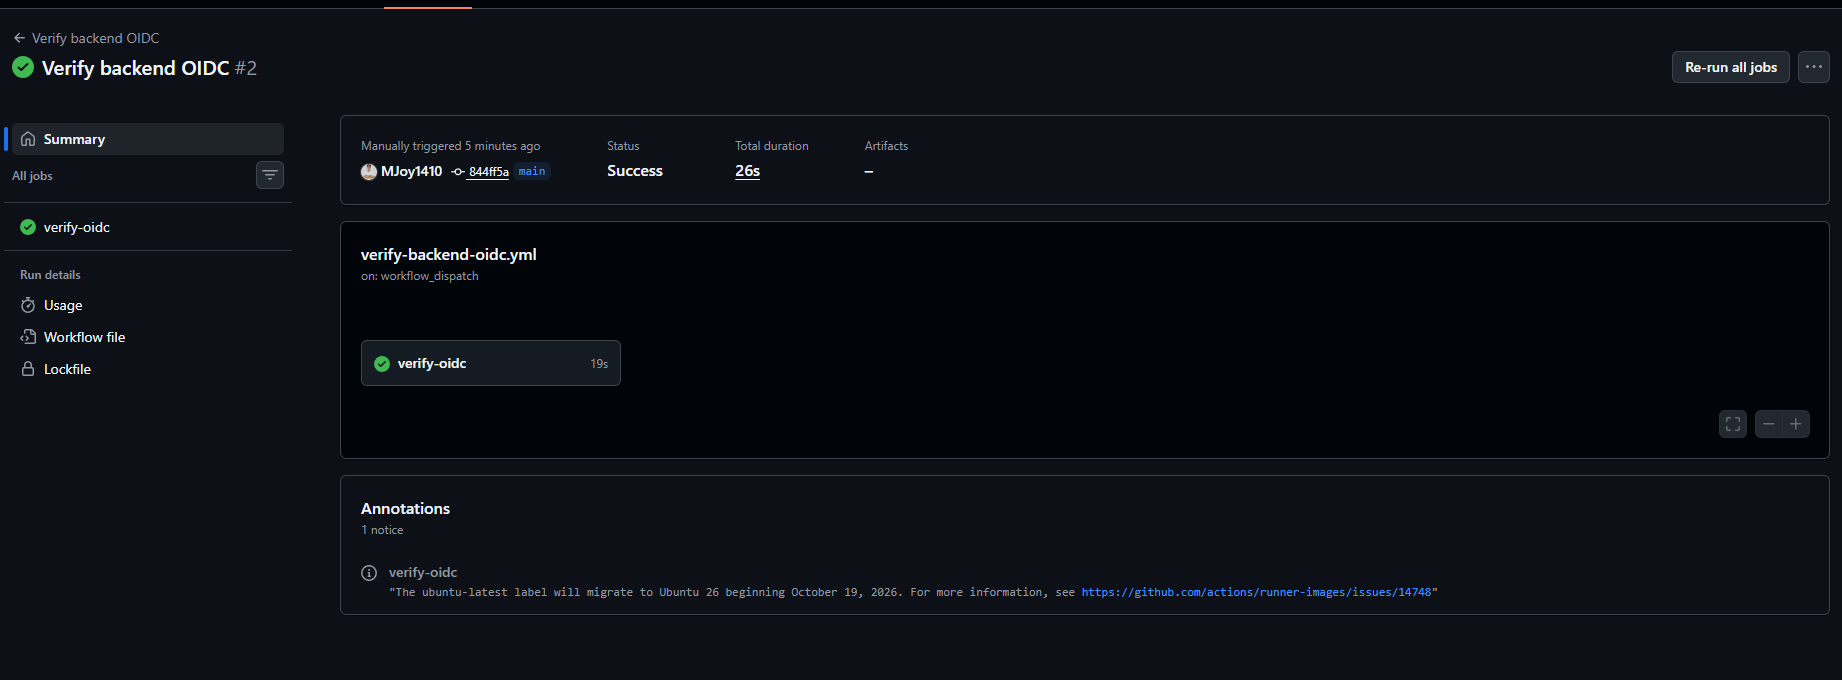 Verify backend OIDC
Verify backend OIDC #2
Re-run all jobs
Summary
All jobs
verify-oidc
Run details
Usage
Workflow file
Lockfile
Manually triggered 5 minutes ago
MJoy1410 844ff5a main
Status
Success
Total duration
26s
Artifacts
–
verify-backend-oidc.yml
on: workflow_dispatch
verify-oidc 19s
Annotations
1 notice
verify-oidc
"The ubuntu-latest label will migrate to Ubuntu 26 beginning October 19, 2026. For more information, see https://github.com/actions/runner-images/issues/14748"